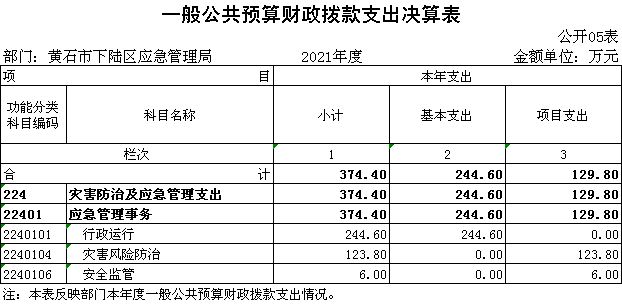 一般公共预算财政拨款支出决算表
公开05表
部门：黄石市下陆区应急管理局 2021年度 金额单位：万元
项 目 本年支出
功能分类科目编码 科目名称 小计 基本支出 项目支出
栏次 1 2 3
合 计 374.40 244.60 129.80
224 灾害防治及应急管理支出 374.40 244.60 129.80
22401 应急管理事务 374.40 244.60 129.80
2240101 行政运行 244.60 244.60 0.00
2240104 灾害风险防治 123.80 0.00 123.80
2240106 安全监管 6.00 0.00 6.00
注：本表反映部门本年度一般公共预算财政拨款支出情况。